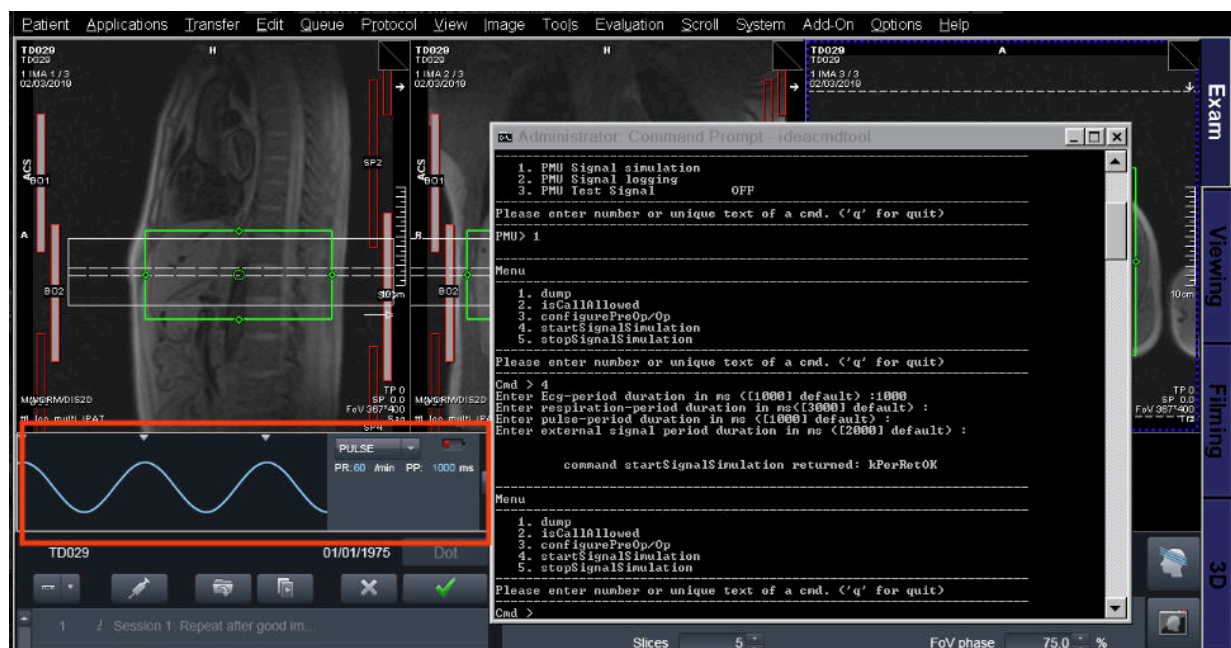 Patient Applications Transfer Edit Queue Protocol View Image Tools Evaluation Scroll System Add-On Options Help
TD029
TD029
1 IMA 1 / 3
02/03/2019
H
ACS
BO1
A
BO2
SP2
10cm
TP 0
SP 0.0
FoV 367*400
Sag
SP4
TD029
TD029
1 IMA 2 / 3
02/03/2019
H
ACS
BO1
R
BO2
TD029
TD029
1 IMA 3 / 3
02/03/2019
A
10cm
TP 0
SP 0.0
FoV 367*400
Tra
Exam
Viewing
Filming
3D
Administrator: Command Prompt - ideacmdtool
1. PMU Signal simulation
2. PMU Signal logging
3. PMU Test Signal OFF
Please enter number or unique text of a cmd. ('q' for quit)
PMU> 1
Menu
1. dump
2. isCallAllowed
3. configurePreOp/Op
4. startSignalSimulation
5. stopSignalSimulation
Please enter number or unique text of a cmd. ('q' for quit)
Cmd > 4
Enter Ecg-period duration in ms ([1000] default) :1000
Enter respiration-period duration in ms([3000] default) :
Enter pulse-period duration in ms ([1000] default) :
Enter external signal period duration in ms ([2000] default) :
command startSignalSimulation returned: kPerRetOK
Menu
1. dump
2. isCallAllowed
3. configurePreOp/Op
4. startSignalSimulation
5. stopSignalSimulation
Please enter number or unique text of a cmd. ('q' for quit)
Cmd >
PULSE
PR: 60 /min PP: 1000 ms
TD029 01/01/1975 Dot
1 Session 1: Repeat after good im...
Slices 5 FoV phase 75.0 %